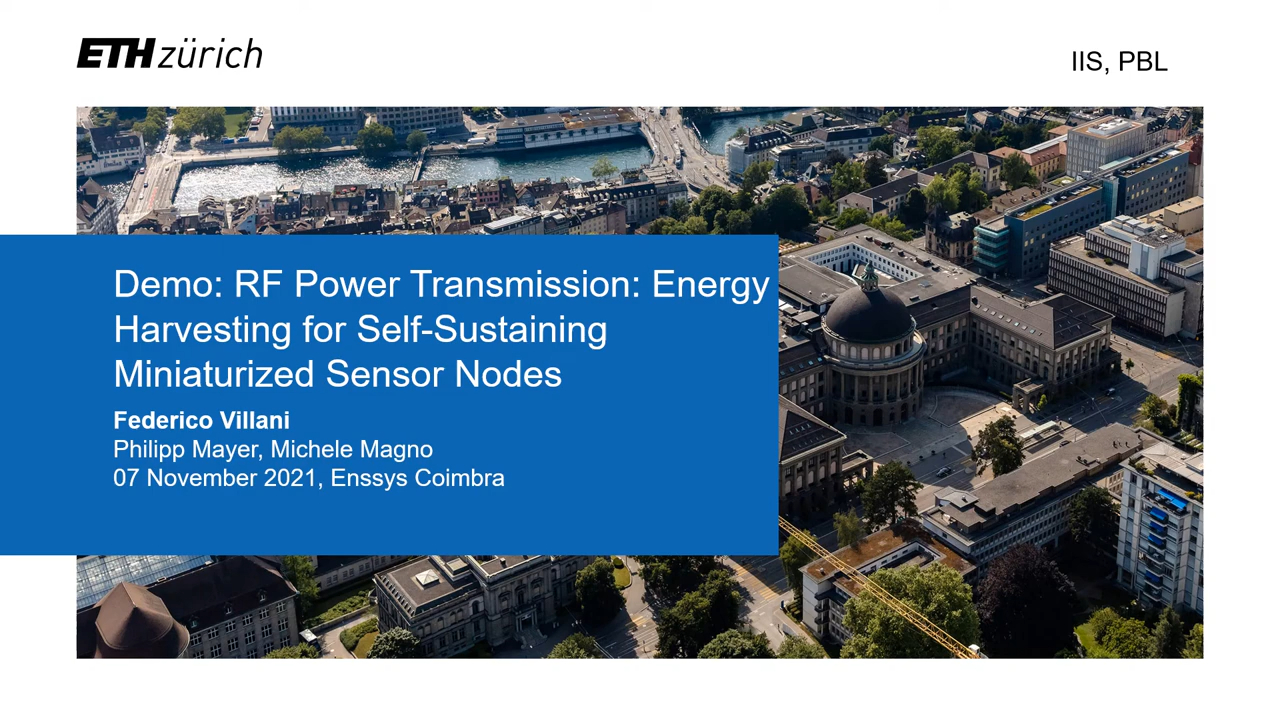 ETH zürich
IIS, PBL
Demo: RF Power Transmission: Energy
Harvesting for Self-Sustaining
Miniaturized Sensor Nodes
Federico Villani
Philipp Mayer, Michele Magno
07 November 2021, Enssys Coimbra